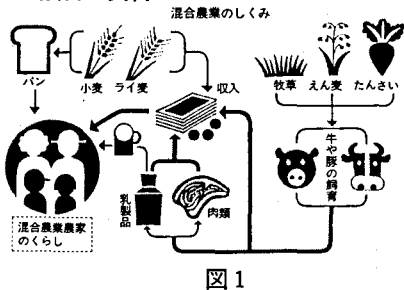 混合農業のしくみ
パン
小麦
ライ麦
収入
牧草
えん麦
たんさい
牛や豚の飼育
乳製品
肉類
混合農業農家
のくらし
図1